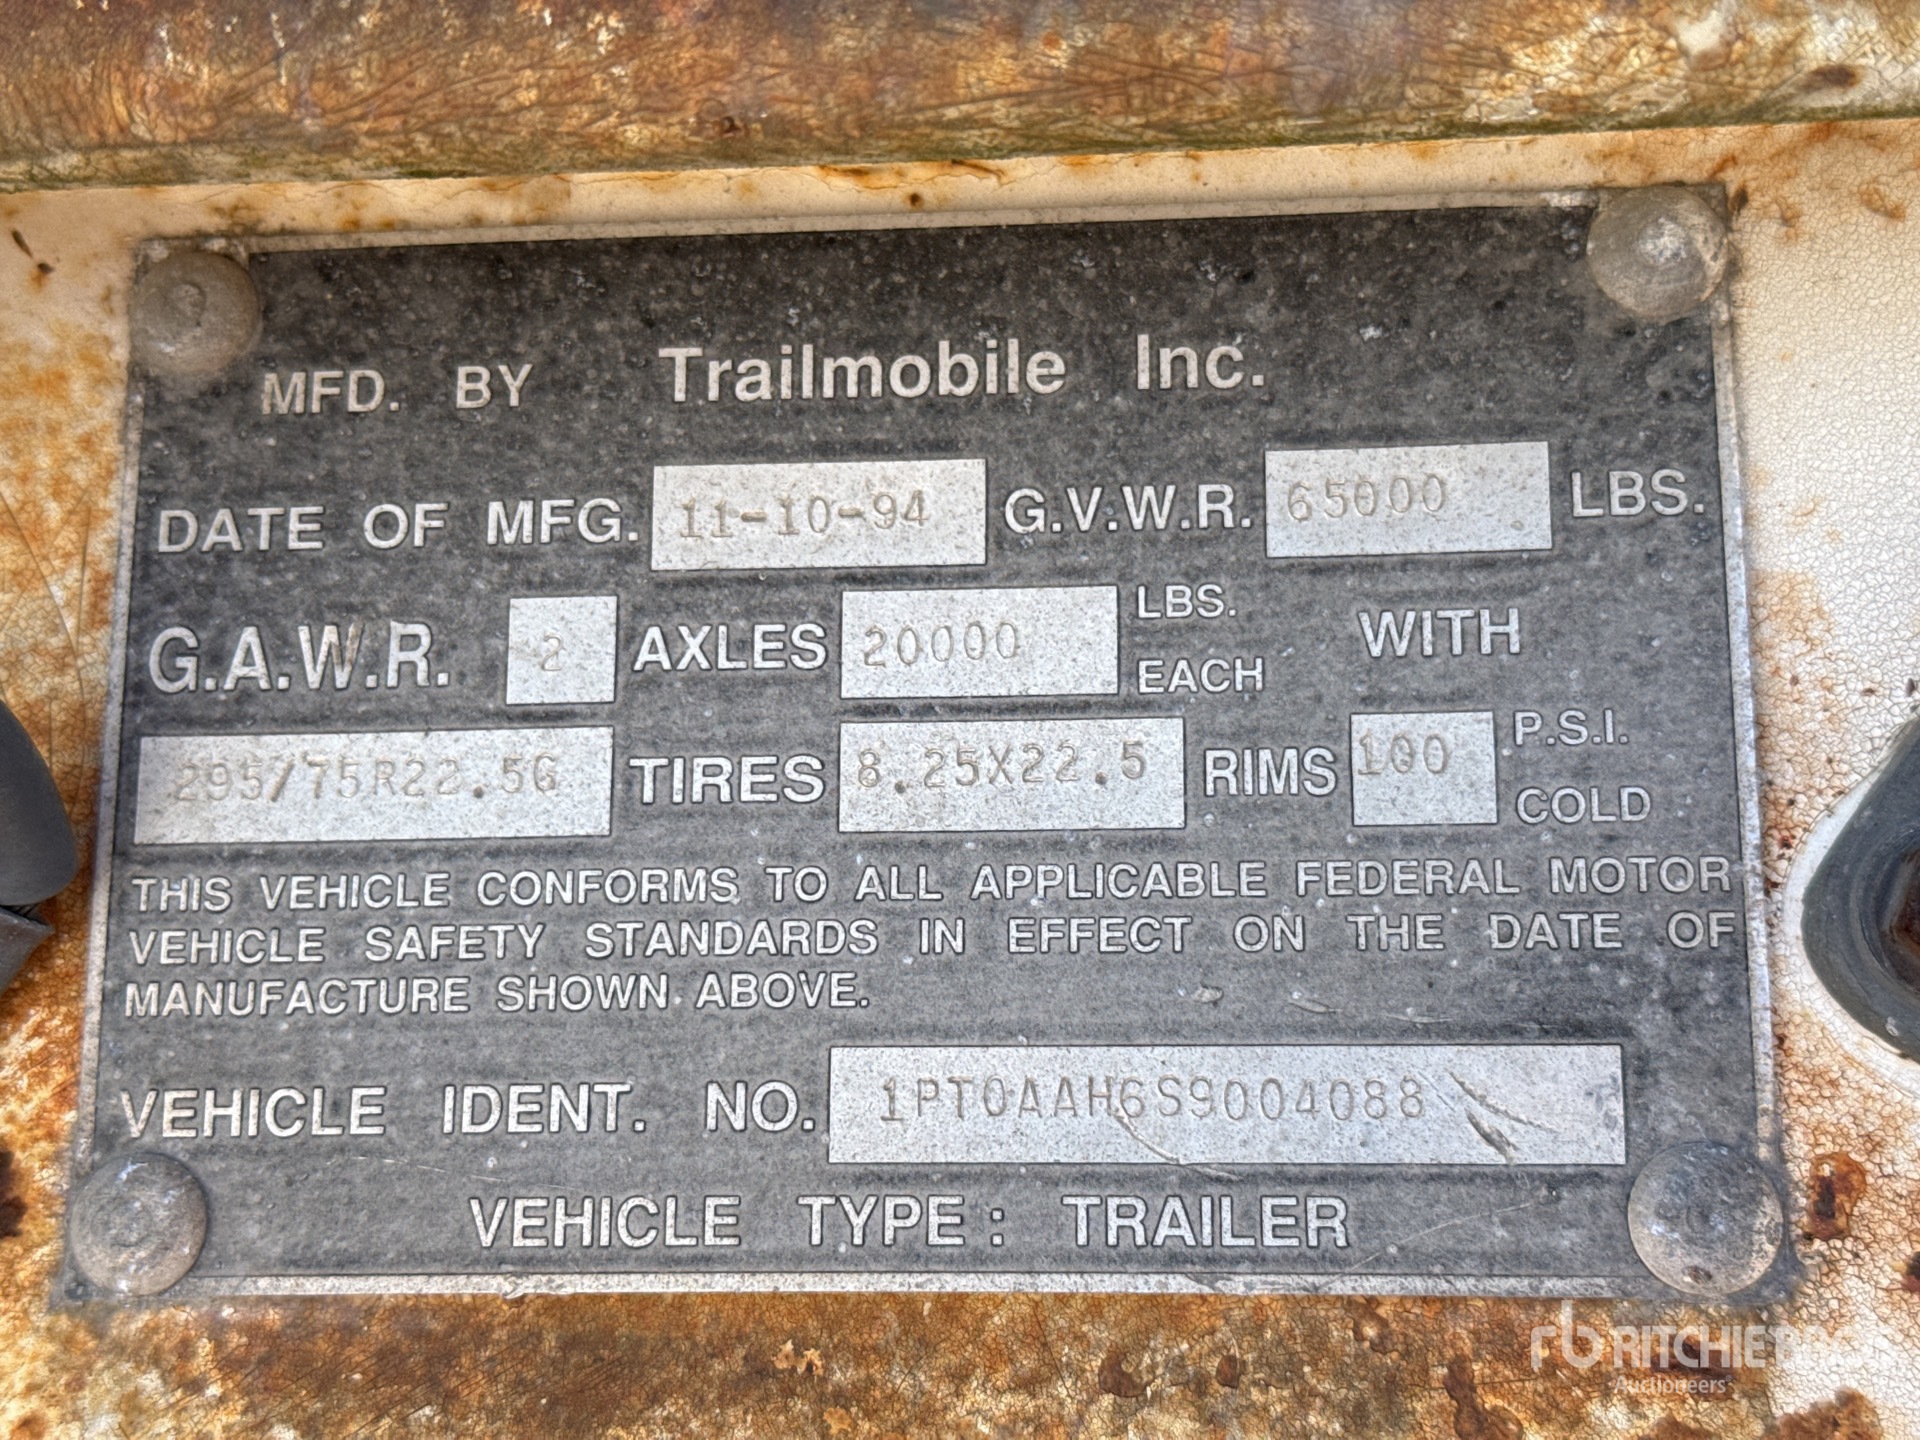 MFD. BY Trailmobile Inc.
DATE OF MFG. 11-10-94 G.V.W.R. 65000 LBS.
G.A.W.R. 2 AXLES 20000 LBS. EACH WITH
295/75R22.5G TIRES 8.25X22.5 RIMS 100 P.S.I. COLD
THIS VEHICLE CONFORMS TO ALL APPLICABLE FEDERAL MOTOR
VEHICLE SAFETY STANDARDS IN EFFECT ON THE DATE OF
MANUFACTURE SHOWN ABOVE.
VEHICLE IDENT. NO. 1PT0AAH6S9004088
VEHICLE TYPE: TRAILER
rb RITCHIE BROS
Auctioneers